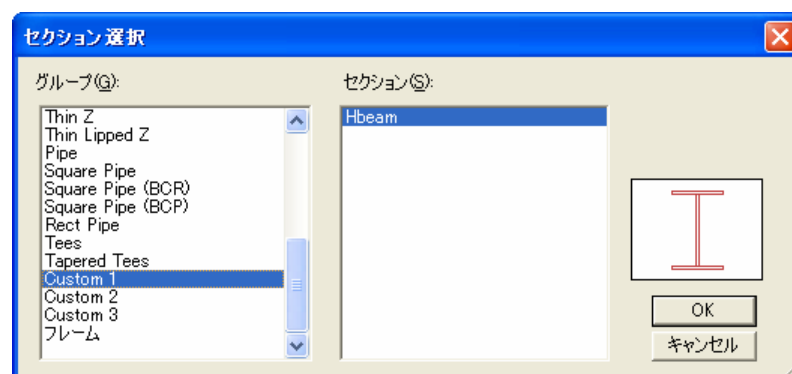 セクション選択
グループ(G):
セクション(S):
Thin Z
Thin Lipped Z
Pipe
Square Pipe
Square Pipe (BCR)
Square Pipe (BCP)
Rect Pipe
Tees
Tapered Tees
Custom 1
Custom 2
Custom 3
フレーム
Hbeam
OK
キャンセル